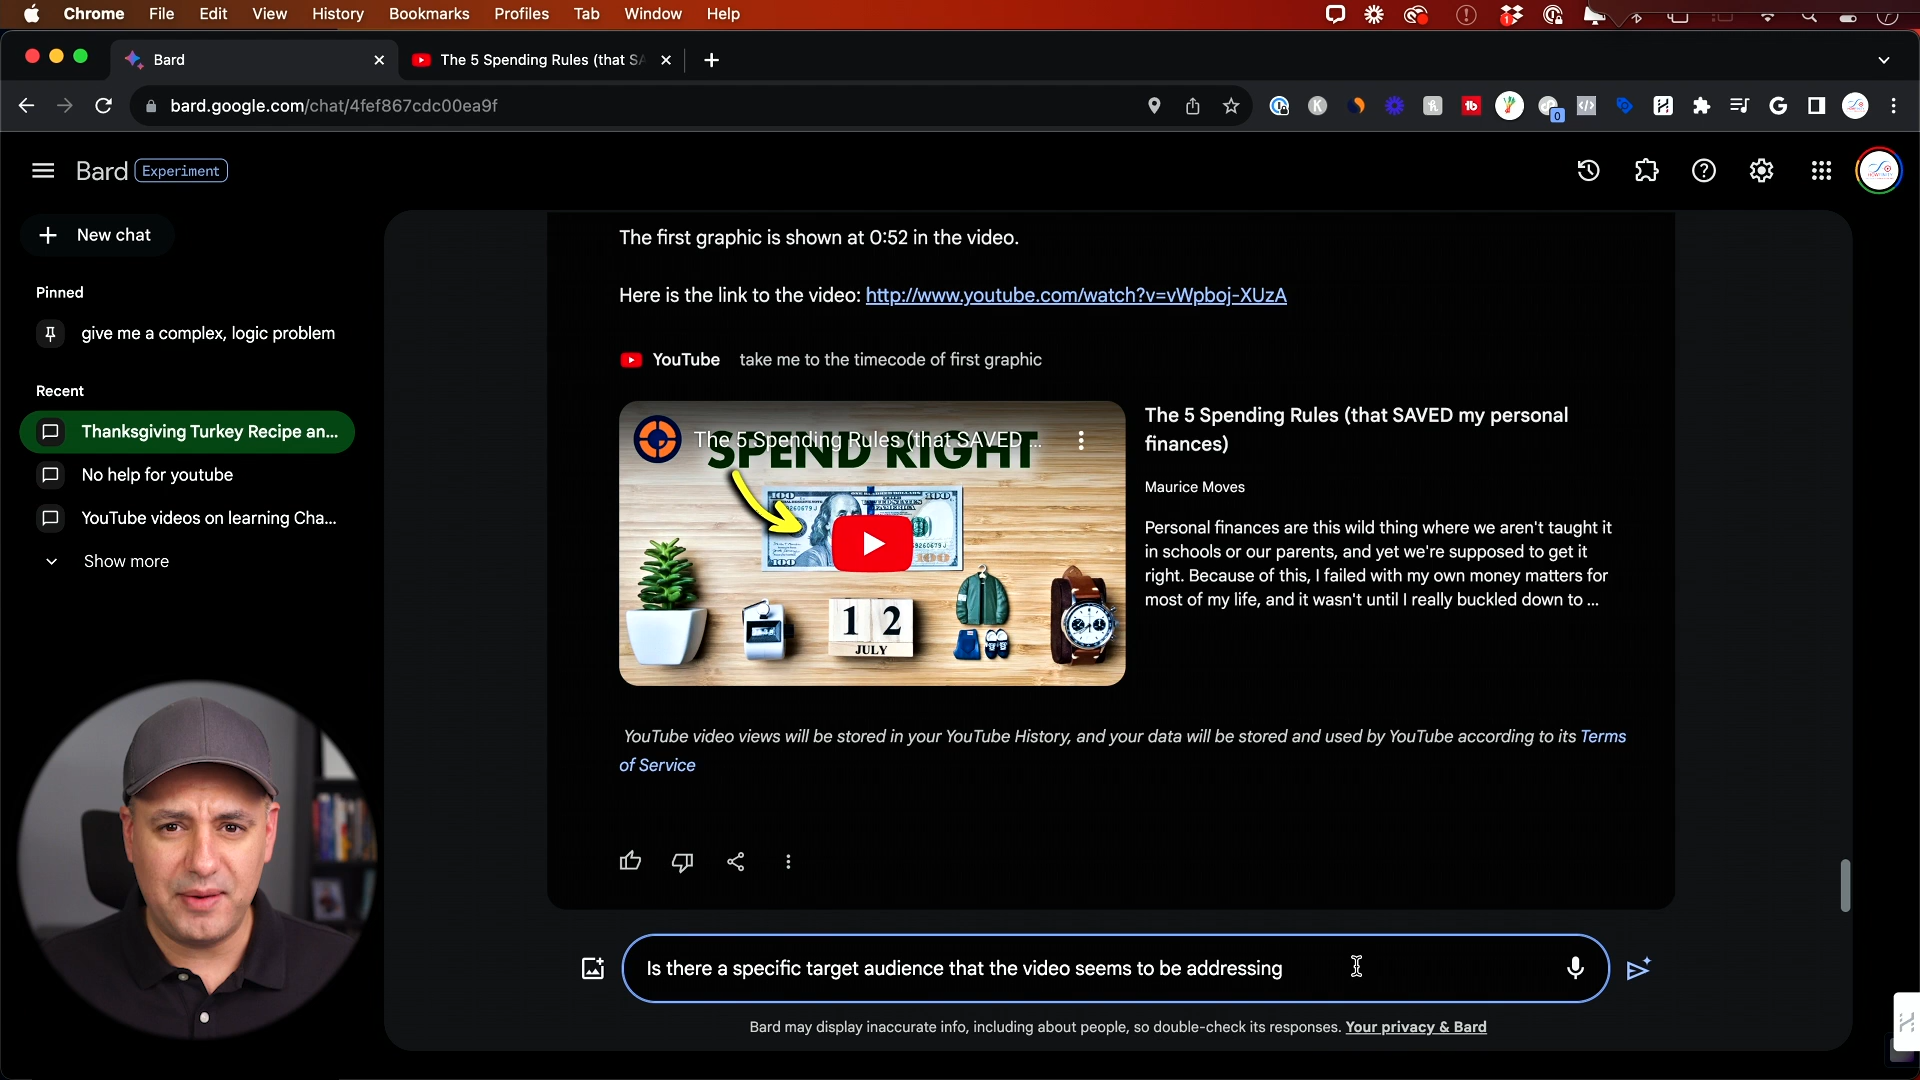 Chrome File Edit View History Bookmarks Profiles Tab Window Help
Bard
The 5 Spending Rules (that SA
bard.google.com/chat/4fef867cdc00ea9f
0
Bard Experiment
New chat
Pinned
give me a complex, logic problem
Recent
Thanksgiving Turkey Recipe an...
No help for youtube
YouTube videos on learning Cha...
Show more
The first graphic is shown at 0:52 in the video.
Here is the link to the video: http://www.youtube.com/watch?v=vWpboj-XUzA
YouTube take me to the timecode of first graphic
The 5 Spending Rules (that SAVED ...
SPEND RIGHT
100 100
100 100
12
JULY
The 5 Spending Rules (that SAVED my personal
finances)
Maurice Moves
Personal finances are this wild thing where we aren't taught it
in schools or our parents, and yet we're supposed to get it
right. Because of this, I failed with my own money matters for
most of my life, and it wasn't until I really buckled down to ...
YouTube video views will be stored in your YouTube History, and your data will be stored and used by YouTube according to its Terms
of Service
Is there a specific target audience that the video seems to be addressing
Bard may display inaccurate info, including about people, so double-check its responses. Your privacy & Bard